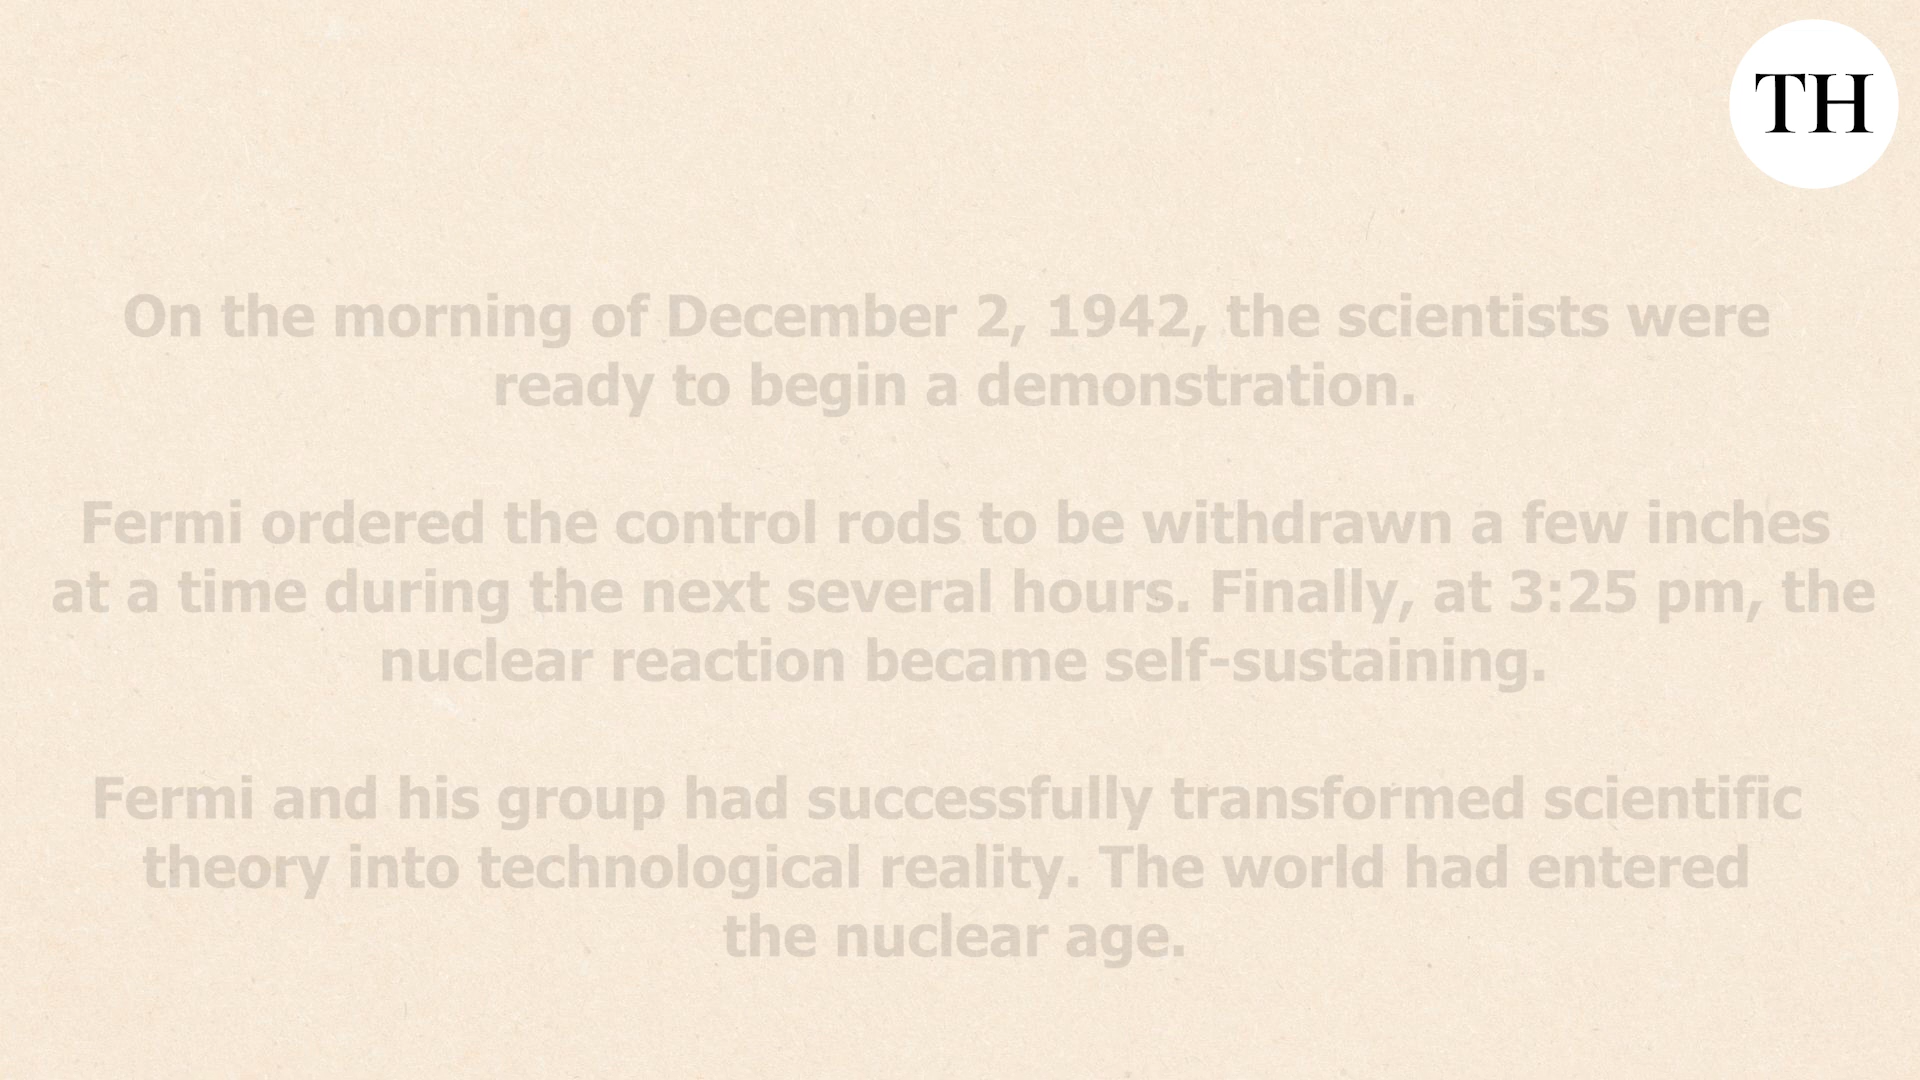 TH
On the morning of December 2, 1942, the scientists were
ready to begin a demonstration.
Fermi ordered the control rods to be withdrawn a few inches
at a time during the next several hours. Finally, at 3:25 pm, the
nuclear reaction became self-sustaining.
Fermi and his group had successfully transformed scientific
theory into technological reality. The world had entered
the nuclear age.